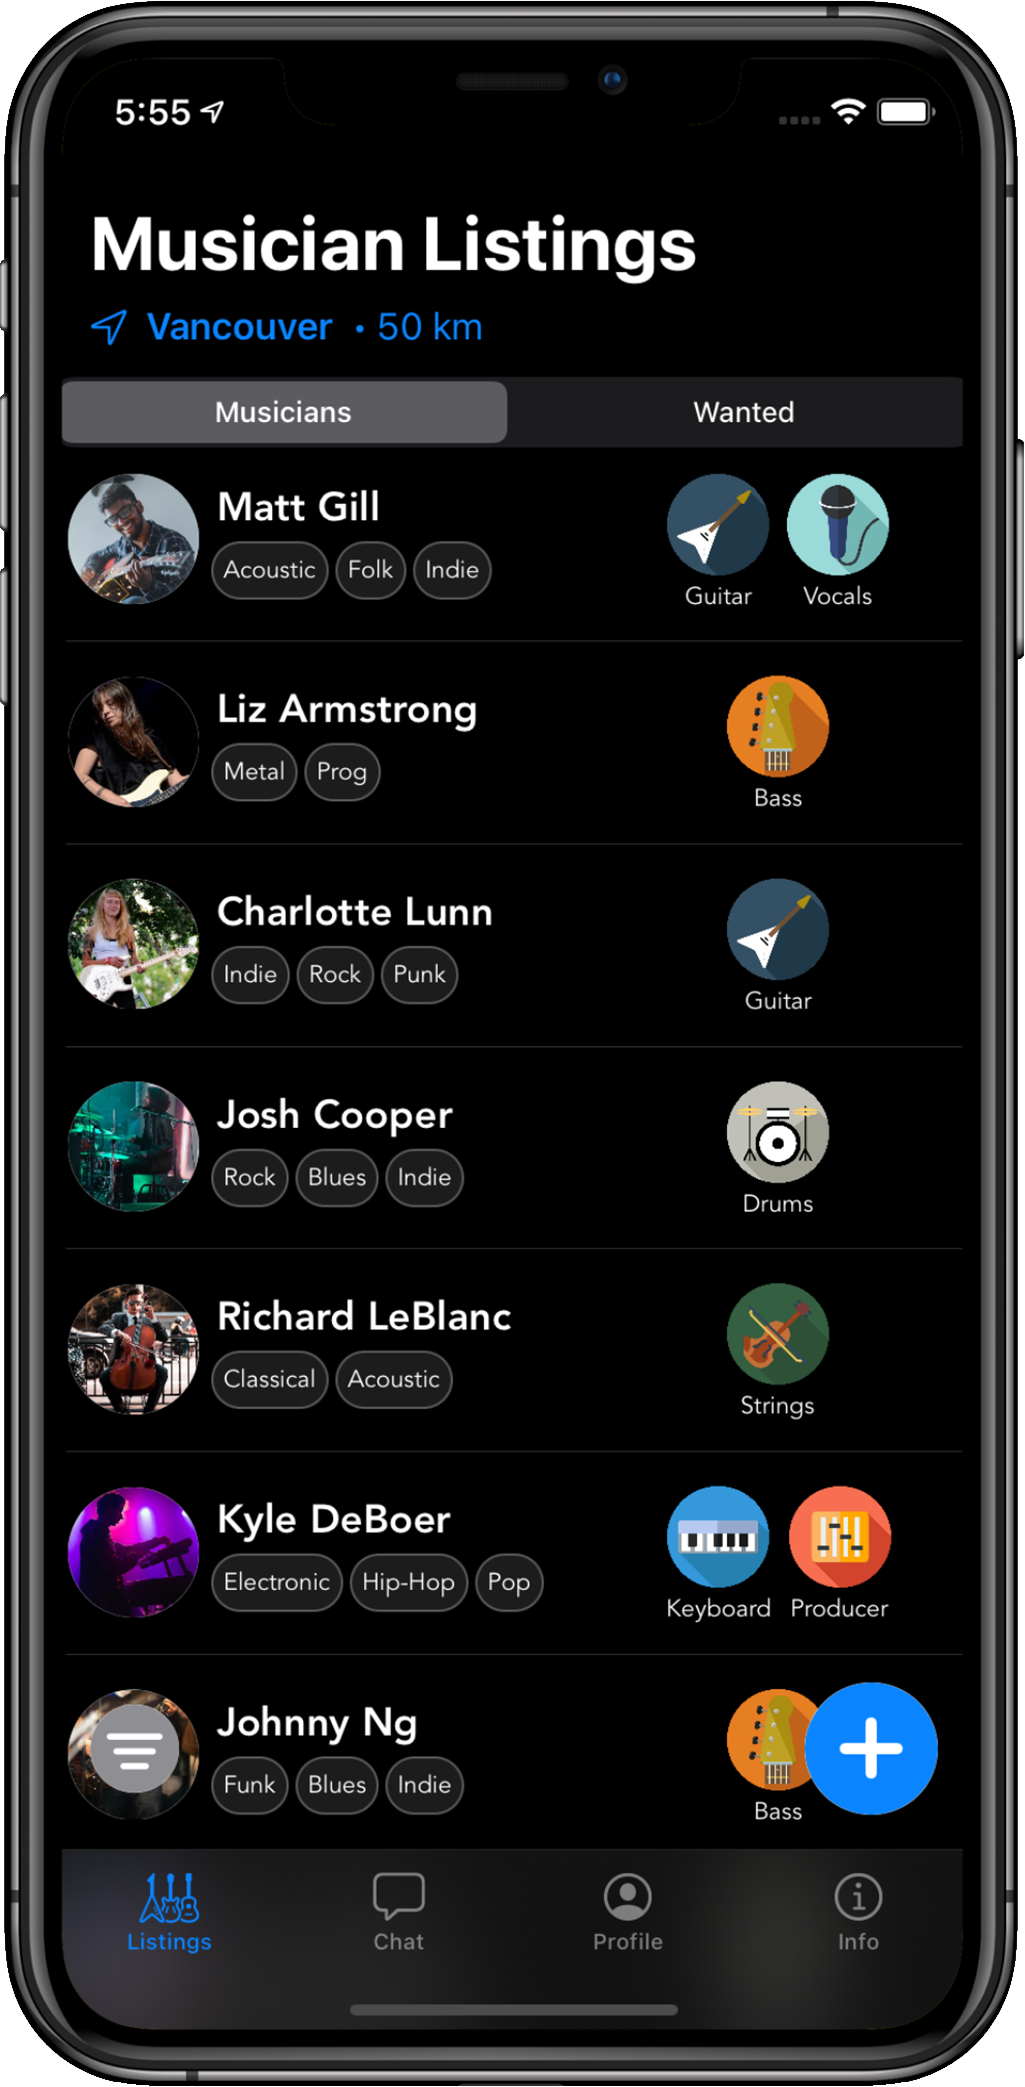 5:55
Musician Listings
Vancouver • 50 km
Musicians Wanted
Matt Gill
Acoustic Folk Indie
Guitar Vocals
Liz Armstrong
Metal Prog
Bass
Charlotte Lunn
Indie Rock Punk
Guitar
Josh Cooper
Rock Blues Indie
Drums
Richard LeBlanc
Classical Acoustic
Strings
Kyle DeBoer
Electronic Hip-Hop Pop
Keyboard Producer
Johnny Ng
Funk Blues Indie
Bass
Listings Chat Profile Info